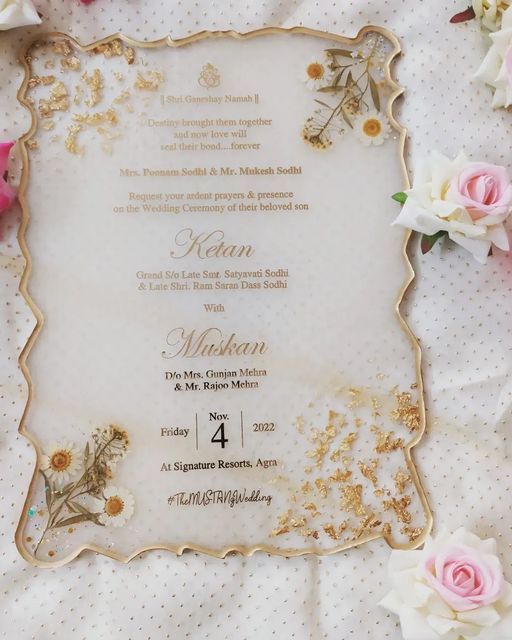 || Shri Ganeshay Namah ||
Destiny brought them together
and now love will
seal their bond....forever
Mrs. Poonam Sodhi & Mr. Mukesh Sodhi
Request your ardent prayers & presence
on the Wedding Ceremony of their beloved son
Ketan
Grand S/o Late Smt. Satyavati Sodhi
& Late Shri. Ram Saran Dass Sodhi
With
Muskan
D/o Mrs. Gunjan Mehra
& Mr. Rajoo Mehra
Friday Nov. 4 2022
At Signature Resorts, Agra
#TheMUSTANgWedding